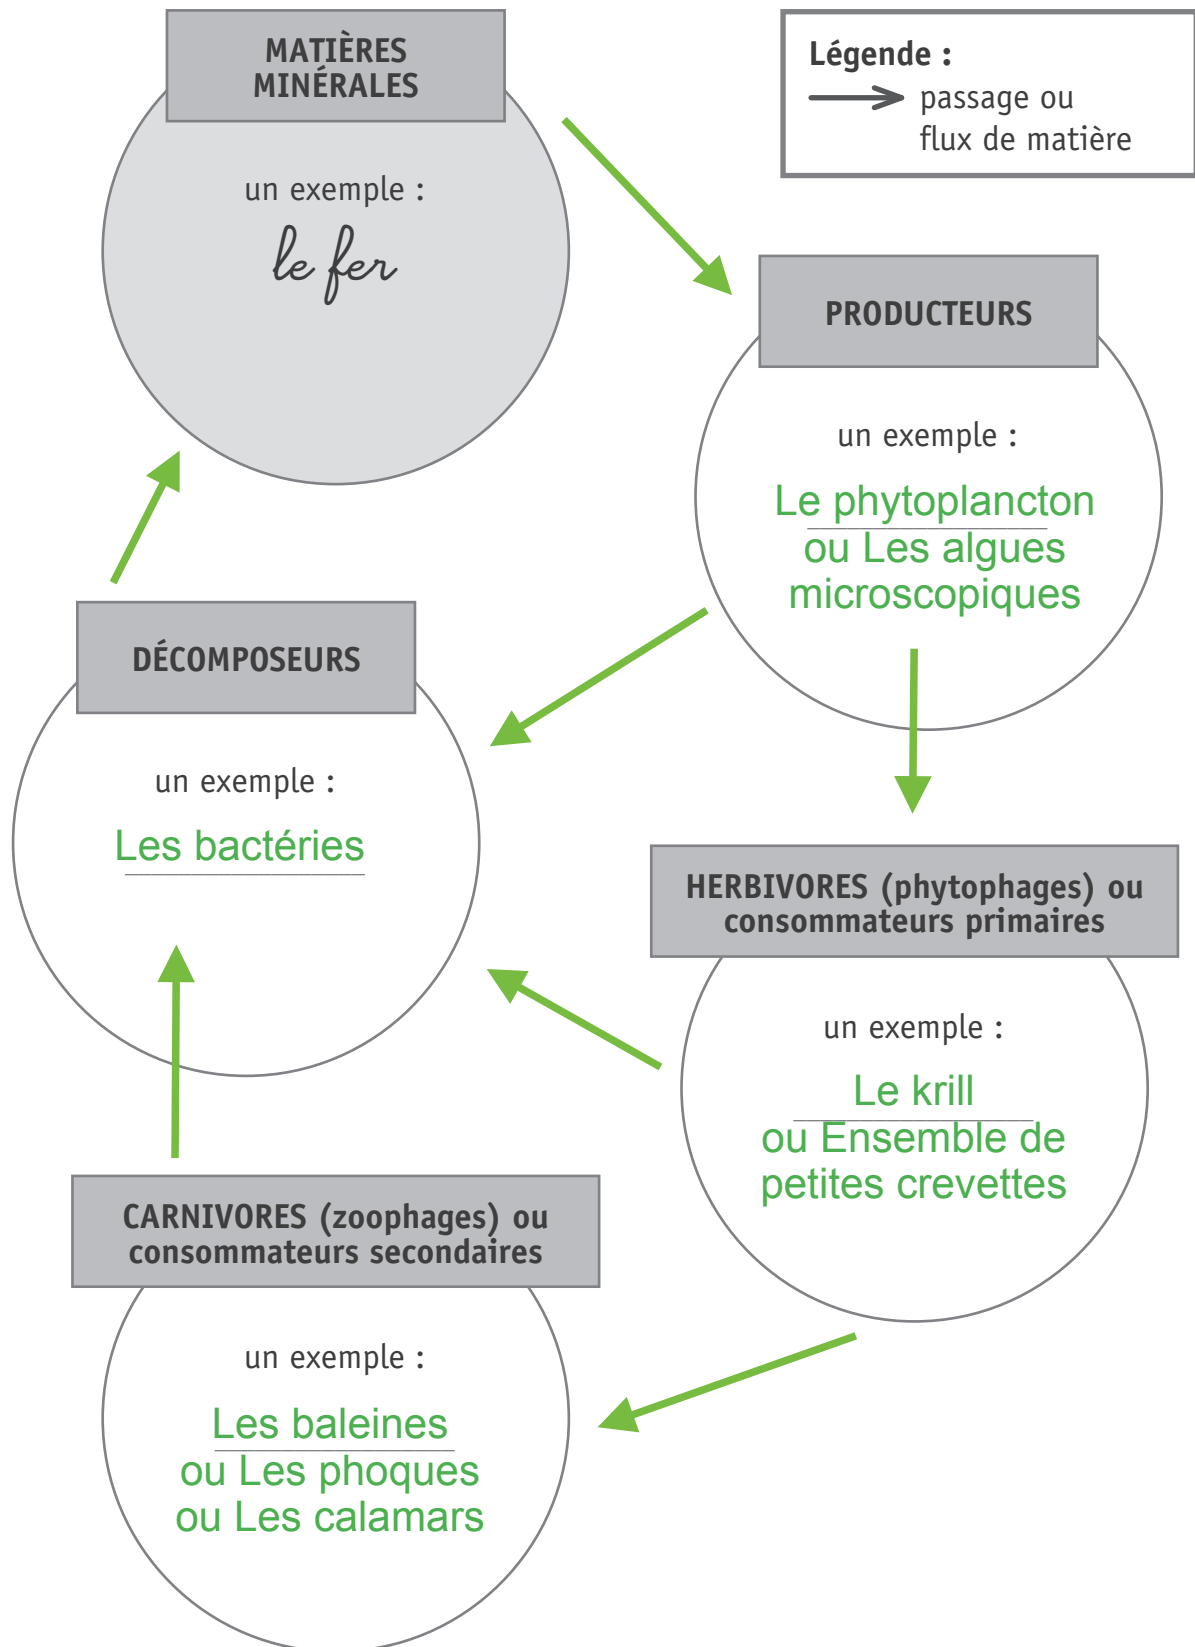 MATIÈRES
MINÉRALES
un exemple :
le fer
Légende :
passage ou
flux de matière
PRODUCTEURS
un exemple :
Le phytoplancton
ou Les algues
microscopiques
DÉCOMPOSEURS
un exemple :
Les bactéries
HERBIVORES (phytophages) ou
consommateurs primaires
un exemple :
Le krill
ou Ensemble de
petites crevettes
CARNIVORES (zoophages) ou
consommateurs secondaires
un exemple :
Les baleines
ou Les phoques
ou Les calamars